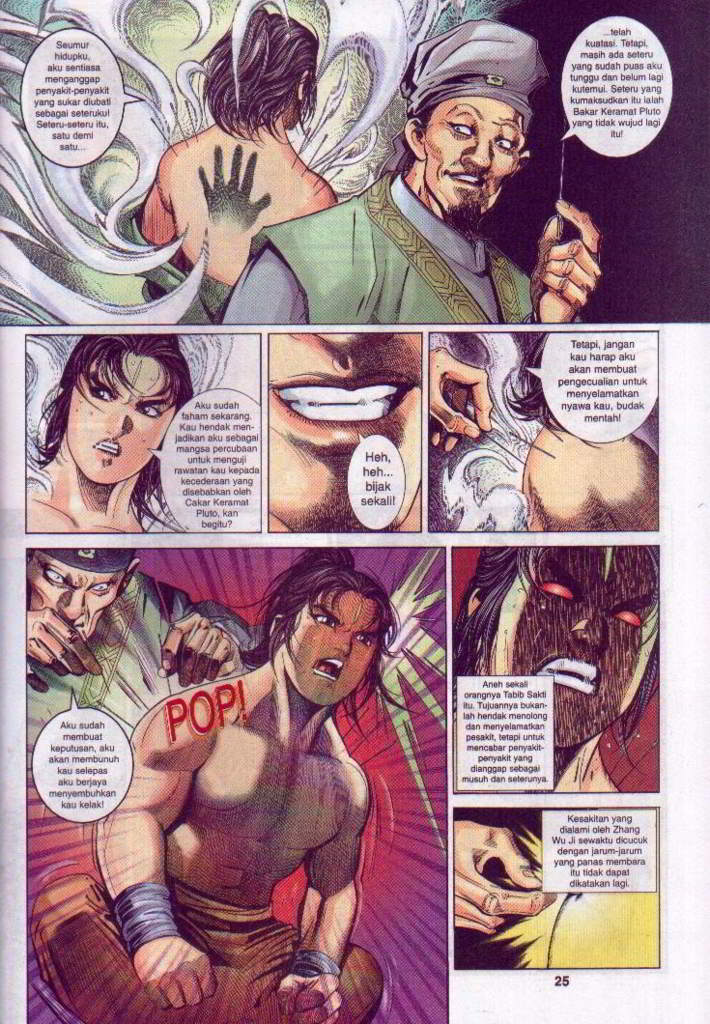 Seumur
hidupku,
aku sentiasa
menganggap
penyakit-penyakit
yang sukar diubati
sebagai seteruku!
Seteru-seteru itu,
satu demi
satu...
...telah
kuatasi. Tetapi,
masih ada seteru
yang sudah puas aku
tunggu dan belum lagi
kutemui. Seteru yang
kumaksudkan itu ialah
Bakar Keramat Pluto
yang tidak wujud lagi
itu!
Aku sudah
faham sekarang.
Kau hendak men-
jadikan aku sebagai
mangsa percubaan
untuk menguji
rawatan kau kepada
kecederaan yang
disebabkan oleh
Cakar Keramat
Pluto, kan
begitu?
Heh,
heh...
bijak
sekali!
Tetapi, jangan
kau harap aku
akan membuat
pengecualian untuk
menyelamatkan
nyawa kau, budak
mentah!
POP!
Aku sudah
membuat
keputusan, aku
akan membunuh
kau selepas
aku berjaya
menyembuhkan
kau kelak!
Aneh sekali
orangnya Tabib Sakti
itu. Tujuannya bukan-
lah hendak menolong
dan menyelamatkan
pesakit, tetapi untuk
mencabar penyakit-
penyakit yang
dianggap sebagai
musuh dan seterunya.
Kesakitan yang
dialami oleh Zhang
Wu Ji sewaktu dicucuk
dengan jarum-jarum
yang panas membara
itu tidak dapat
dikatakan lagi.
25